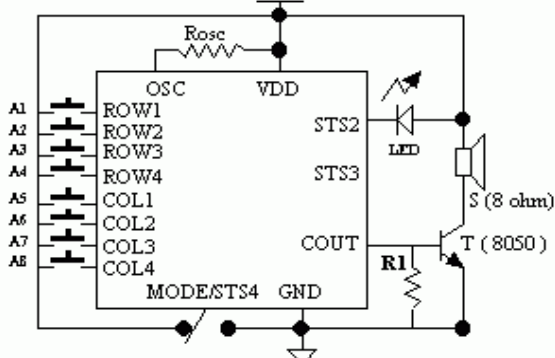 Rosc
OSC VDD
A1 ROW1
A2 ROW2
A3 ROW3
A4 ROW4
A5 COL1
A6 COL2
A7 COL3
A8 COL4
STS2
LED
STS3
S (8 ohm)
COUT
T ( 8050 )
R1
MODE/STS4 GND